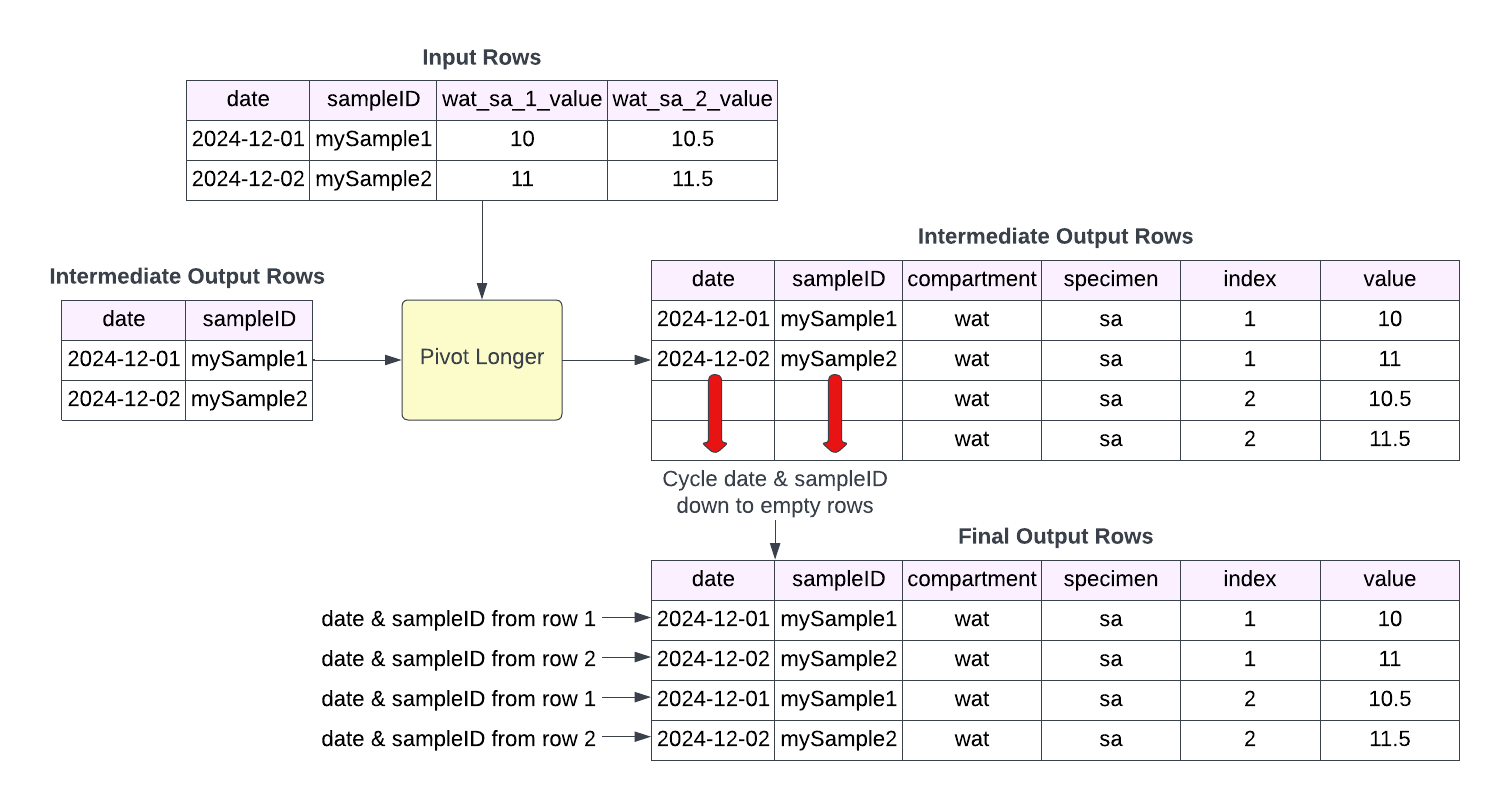 Input Rows
date sampleID wat_sa_1_value wat_sa_2_value
2024-12-01 mySample1 10 10.5
2024-12-02 mySample2 11 11.5
Intermediate Output Rows
date sampleID
2024-12-01 mySample1
2024-12-02 mySample2
Pivot Longer
Intermediate Output Rows
date sampleID compartment specimen index value
2024-12-01 mySample1 wat sa 1 10
2024-12-02 mySample2 wat sa 1 11
wat sa 2 10.5
wat sa 2 11.5
Cycle date & sampleID
down to empty rows
Final Output Rows
date sampleID compartment specimen index value
date & sampleID from row 1 2024-12-01 mySample1 wat sa 1 10
date & sampleID from row 2 2024-12-02 mySample2 wat sa 1 11
date & sampleID from row 1 2024-12-01 mySample1 wat sa 2 10.5
date & sampleID from row 2 2024-12-02 mySample2 wat sa 2 11.5